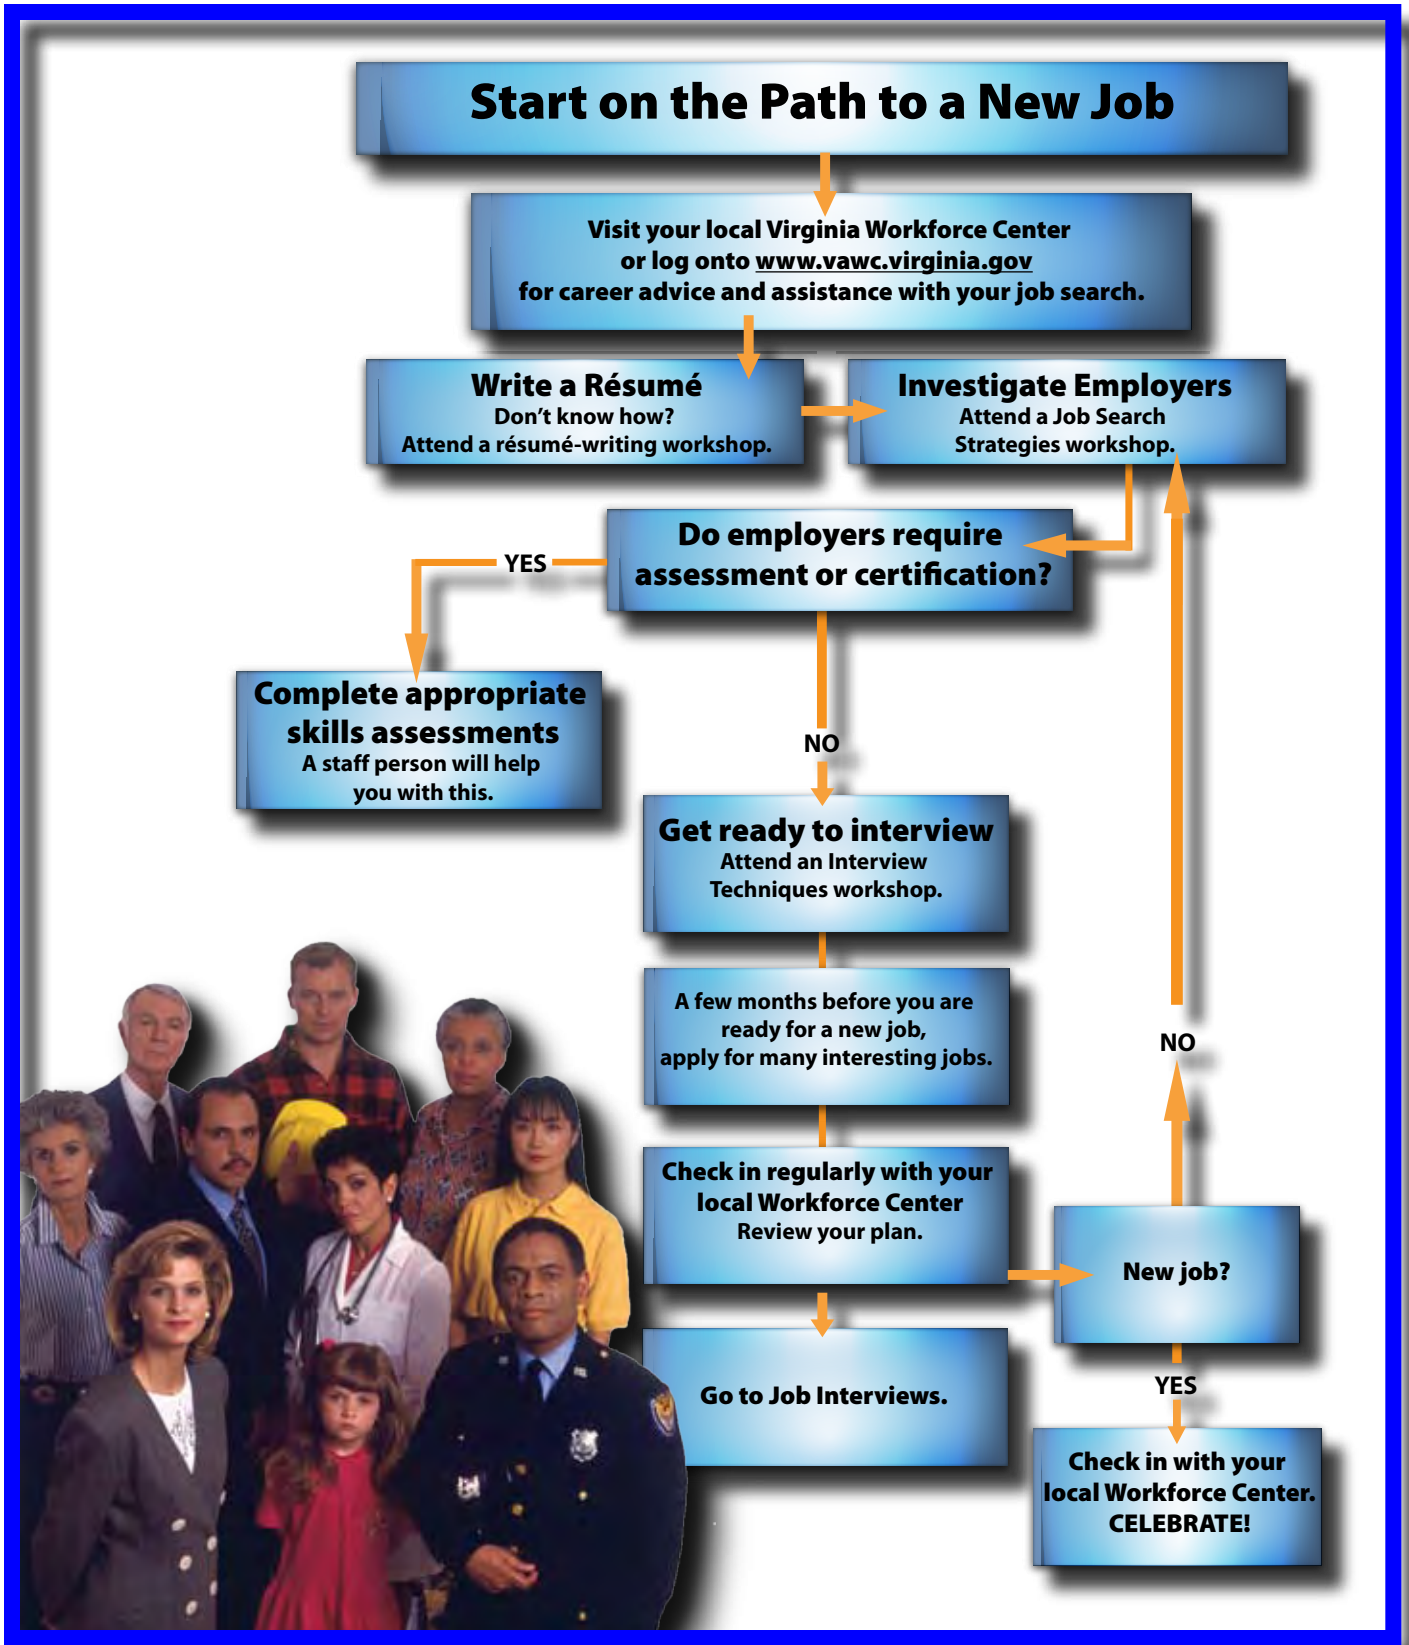 Start on the Path to a New Job
Visit your local Virginia Workforce Center
or log onto www.vawc.virginia.gov
for career advice and assistance with your job search.
Write a Résumé
Don't know how?
Attend a résumé-writing workshop.
Investigate Employers
Attend a Job Search
Strategies workshop.
Do employers require
assessment or certification?
YES
Complete appropriate
skills assessments
A staff person will help
you with this.
NO
Get ready to interview
Attend an Interview
Techniques workshop.
A few months before you are
ready for a new job,
apply for many interesting jobs.
NO
Check in regularly with your
local Workforce Center
Review your plan.
New job?
Go to Job Interviews.
YES
Check in with your
local Workforce Center.
CELEBRATE!